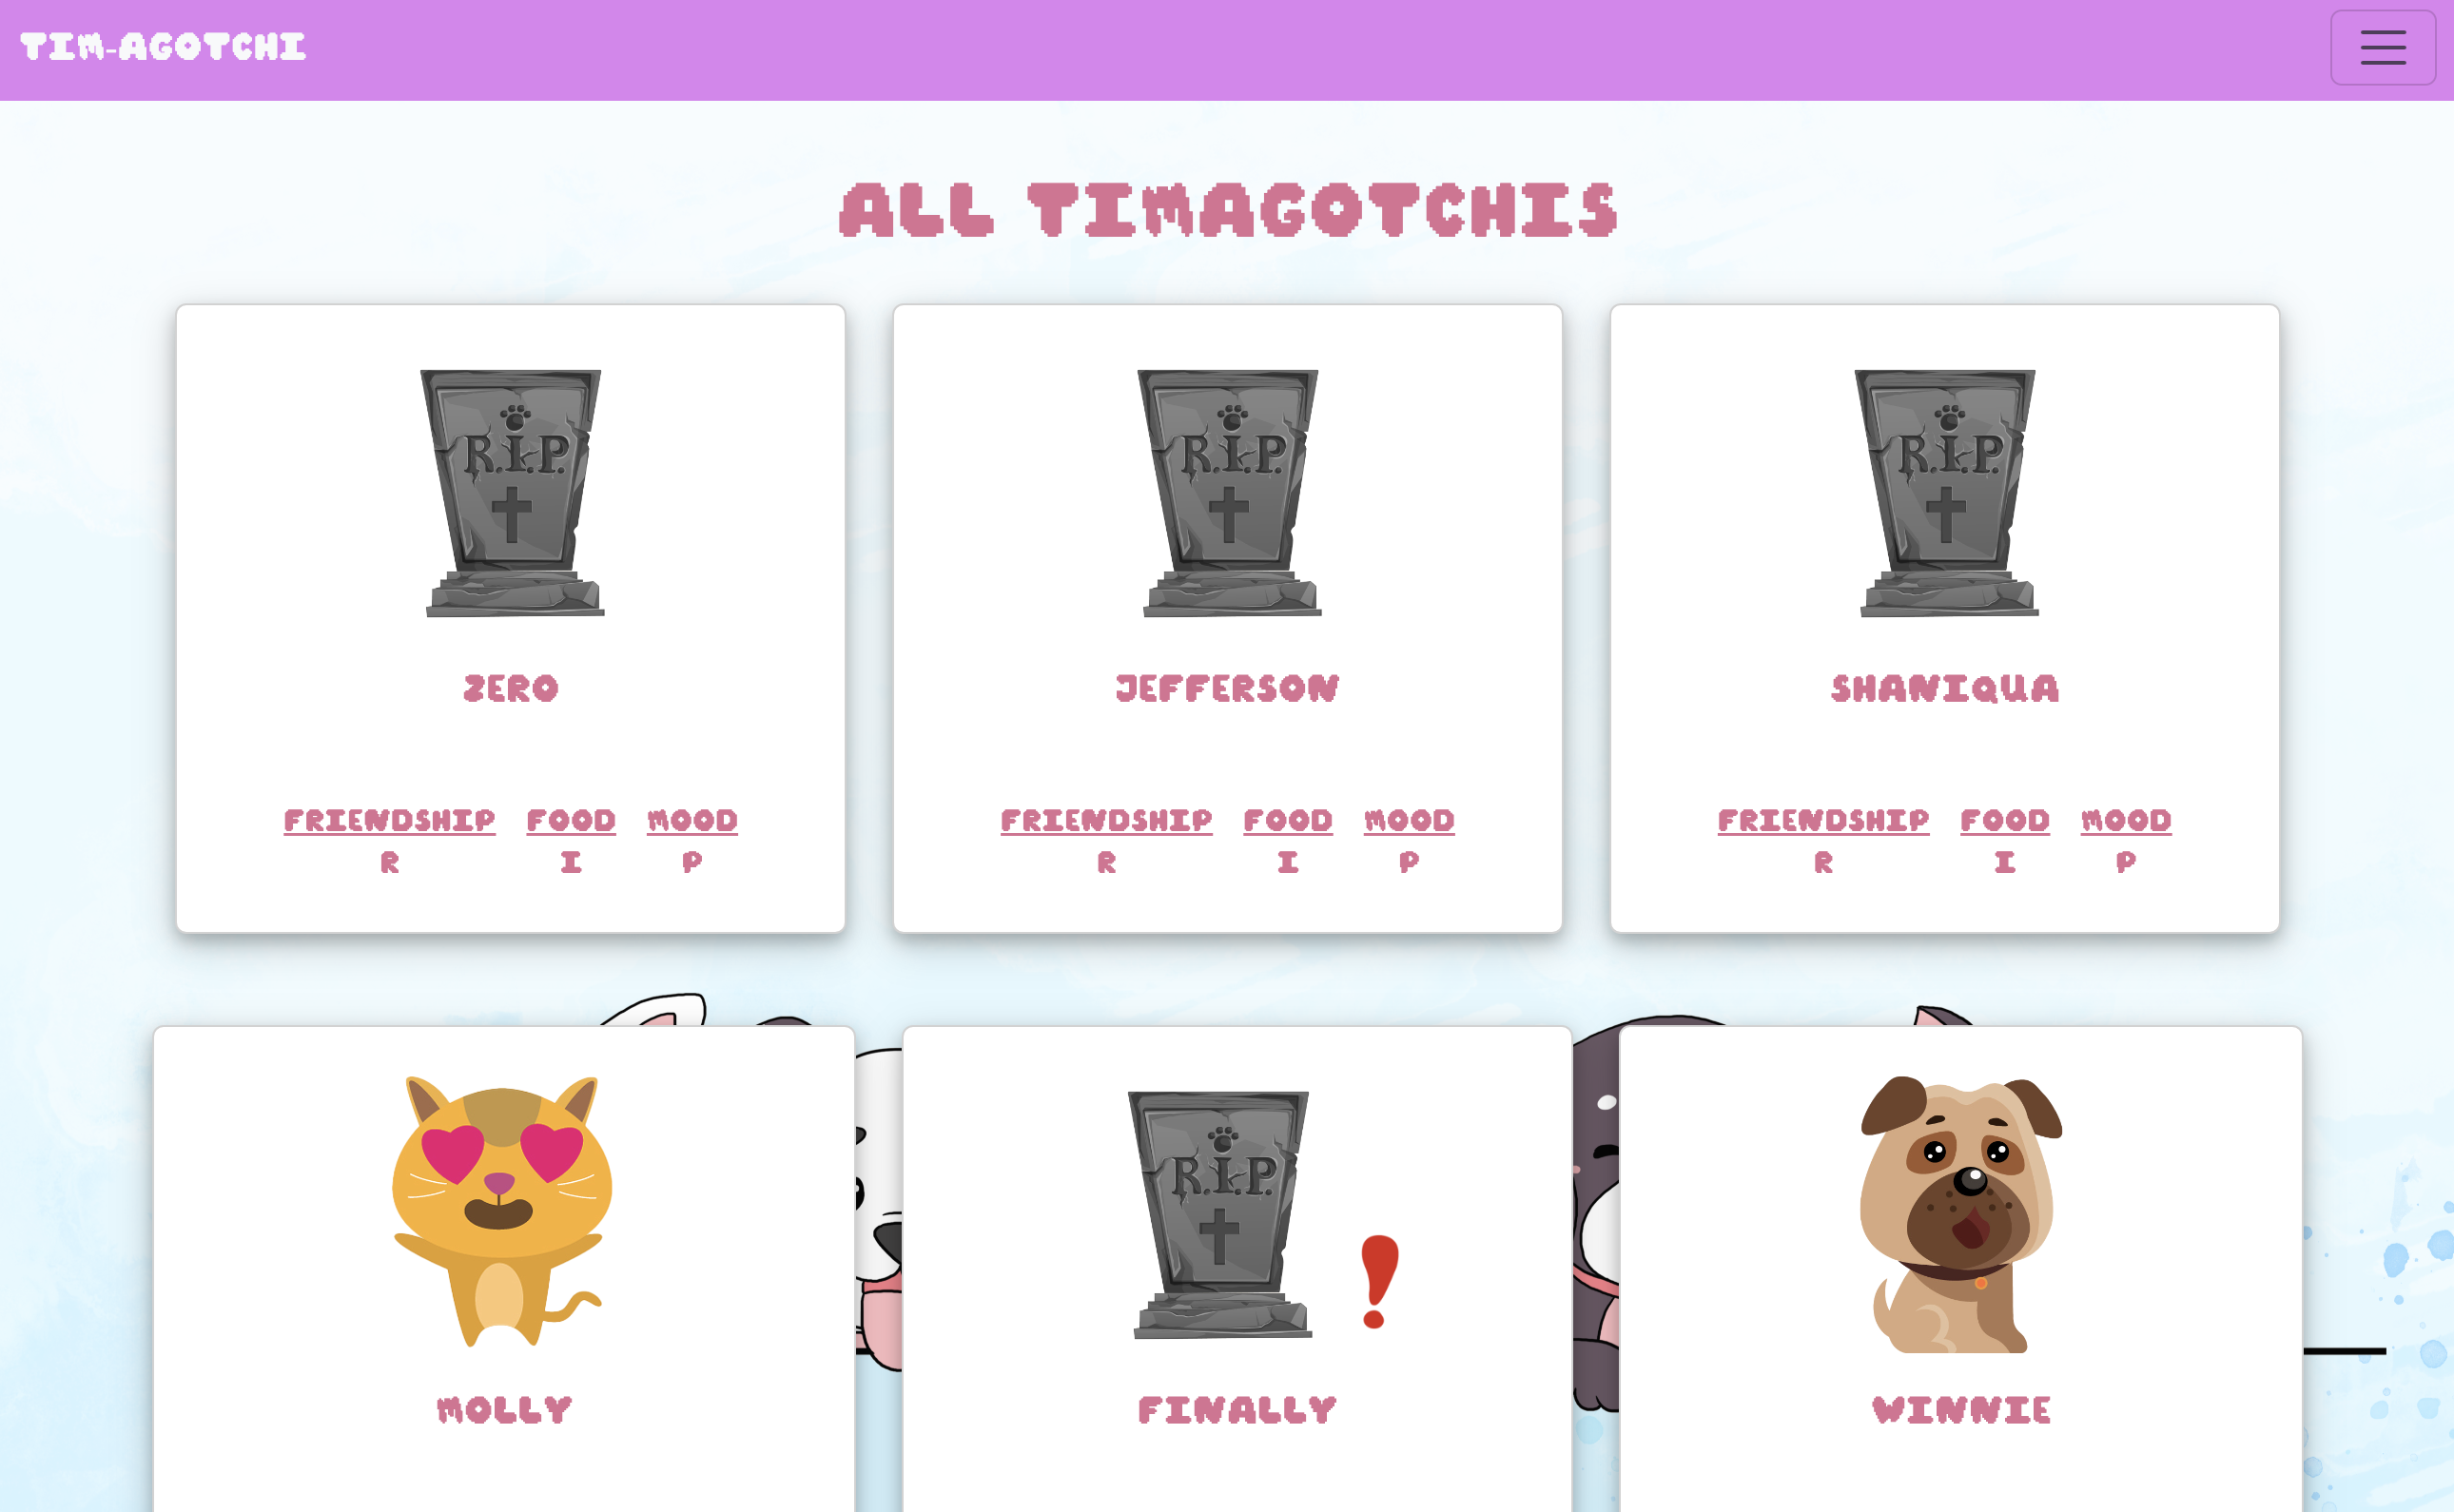 TIM-AGOTCHI
ALL TIMAGOTCHIS
R.I.P.
R.I.P.
R.I.P.
ZERO
JEFFERSON
SHANIQUA
FRIENDSHIP FOOD MOOD
R I P
FRIENDSHIP FOOD MOOD
R I P
FRIENDSHIP FOOD MOOD
R I P
R.I.P.
!
MOLLY
FINALLY
WINNIE